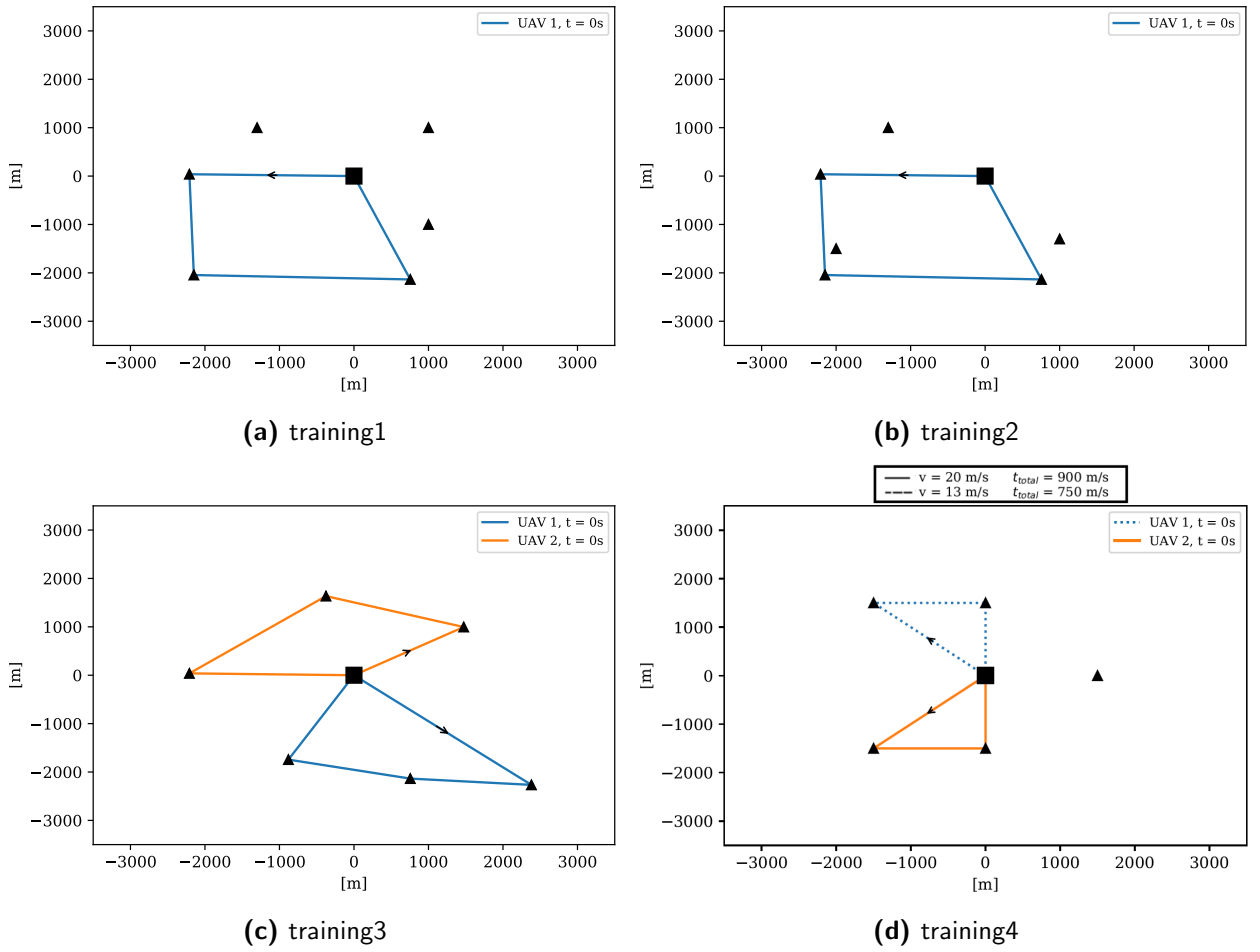 UAV 1, t = 0s
3000
2000
1000
0
−1000
−2000
−3000
[m]
−3000 −2000 −1000 0 1000 2000 3000
[m]
(a) training1
UAV 1, t = 0s
3000
2000
1000
0
−1000
−2000
−3000
[m]
−3000 −2000 −1000 0 1000 2000 3000
[m]
(b) training2
UAV 1, t = 0s
UAV 2, t = 0s
3000
2000
1000
0
−1000
−2000
−3000
[m]
−3000 −2000 −1000 0 1000 2000 3000
[m]
(c) training3
v = 20 m/s t_total = 900 m/s
v = 13 m/s t_total = 750 m/s
UAV 1, t = 0s
UAV 2, t = 0s
3000
2000
1000
0
−1000
−2000
−3000
[m]
−3000 −2000 −1000 0 1000 2000 3000
[m]
(d) training4